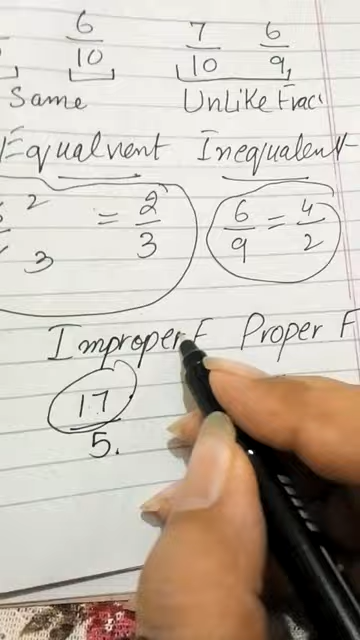 6/10 7/10 6/9
Same UnLike Frac
Equalvent Inequalent
2 3 = 2/3 6/9 = 4/2
Improper F Proper F
17/5.